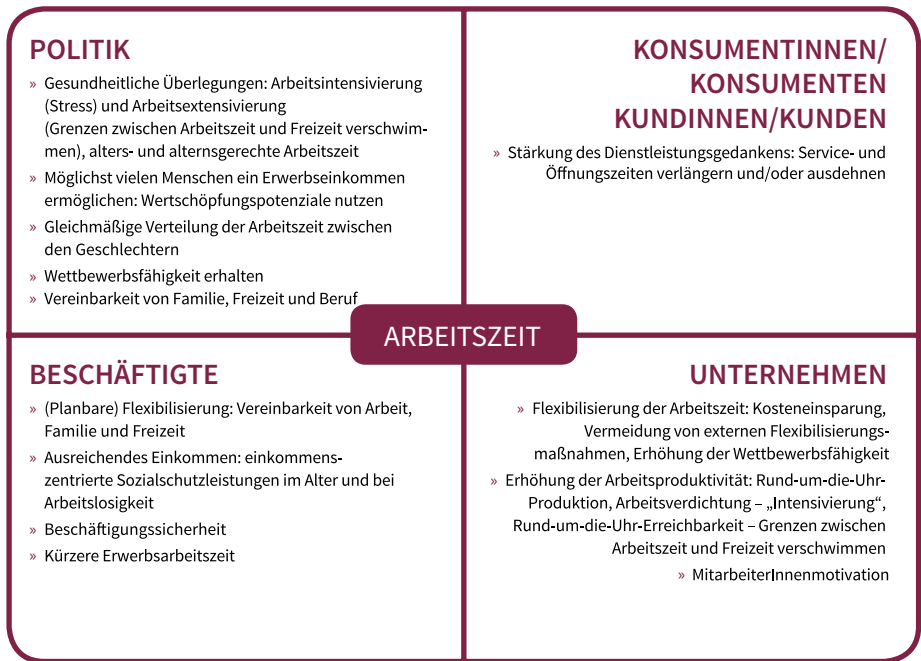 POLITIK
» Gesundheitliche Überlegungen: Arbeitsintensivierung
(Stress) und Arbeitsextensivierung
(Grenzen zwischen Arbeitszeit und Freizeit verschwim-
men), alters- und alternsgerechte Arbeitszeit
» Möglichst vielen Menschen ein Erwerbseinkommen
ermöglichen: Wertschöpfungspotenziale nutzen
» Gleichmäßige Verteilung der Arbeitszeit zwischen
den Geschlechtern
» Wettbewerbsfähigkeit erhalten
» Vereinbarkeit von Familie, Freizeit und Beruf
KONSUMENTINNEN/
KONSUMENTEN
KUNDINNEN/KUNDEN
» Stärkung des Dienstleistungsgedankens: Service- und
Öffnungszeiten verlängern und/oder ausdehnen
ARBEITSZEIT
BESCHÄFTIGTE
» (Planbare) Flexibilisierung: Vereinbarkeit von Arbeit,
Familie und Freizeit
» Ausreichendes Einkommen: einkommens-
zentrierte Sozialschutzleistungen im Alter und bei
Arbeitslosigkeit
» Beschäftigungssicherheit
» Kürzere Erwerbsarbeitszeit
UNTERNEHMEN
» Flexibilisierung der Arbeitszeit: Kosteneinsparung,
Vermeidung von externen Flexibilisierungs-
maßnahmen, Erhöhung der Wettbewerbsfähigkeit
» Erhöhung der Arbeitsproduktivität: Rund-um-die-Uhr-
Produktion, Arbeitsverdichtung – „Intensivierung“,
Rund-um-die-Uhr-Erreichbarkeit – Grenzen zwischen
Arbeitszeit und Freizeit verschwimmen
» MitarbeiterInnenmotivation